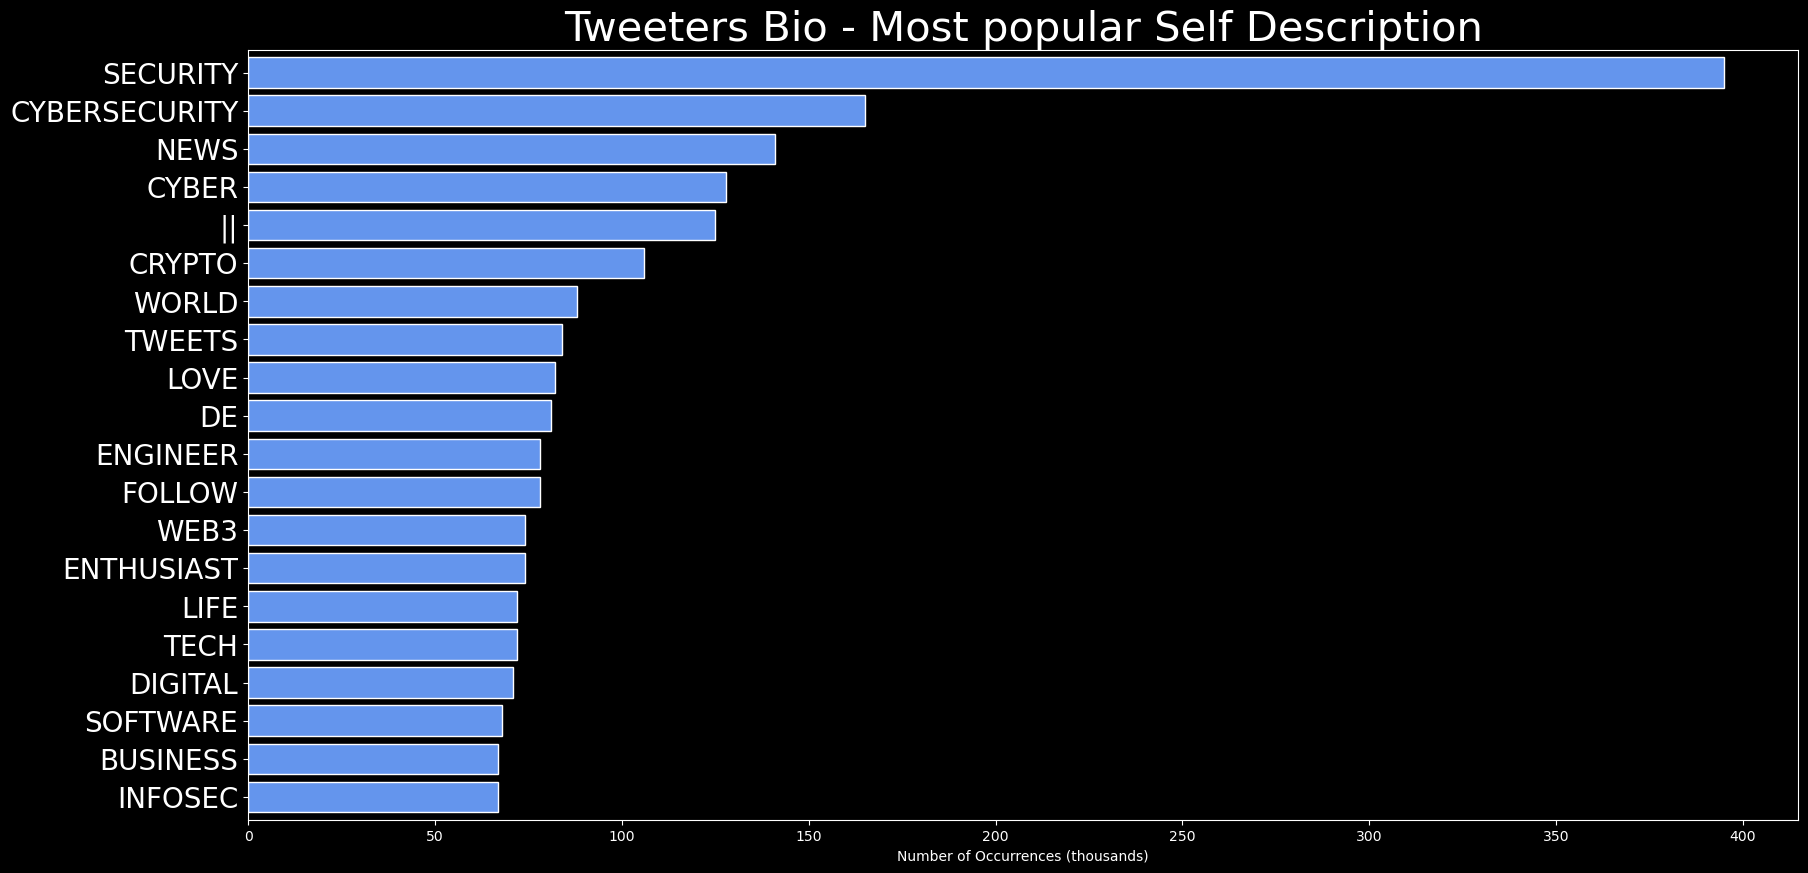 Tweeters Bio - Most popular Self Description
SECURITY
CYBERSECURITY
NEWS
CYBER
||
CRYPTO
WORLD
TWEETS
LOVE
DE
ENGINEER
FOLLOW
WEB3
ENTHUSIAST
LIFE
TECH
DIGITAL
SOFTWARE
BUSINESS
INFOSEC
0 50 100 150 200 250 300 350 400
Number of Occurrences (thousands)